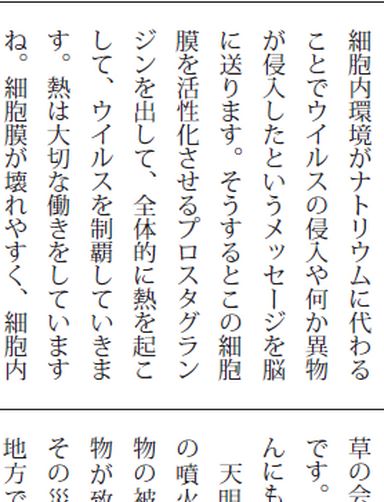 細胞内環境がナトリウムに代わる
ことでウイルスの侵入や何か異物
が侵入したというメッセージを脳
に送ります。そうするとこの細胞
膜を活性化させるプロスタグラン
ジンを出して、全体的に熱を起こ
して、ウイルスを制覇していきま
す。熱は大切な働きをしています
ね。細胞膜が壊れやすく、細胞内
草の会
です。
んにも
天明
の噴火
物の被
物が致
その災
地方で